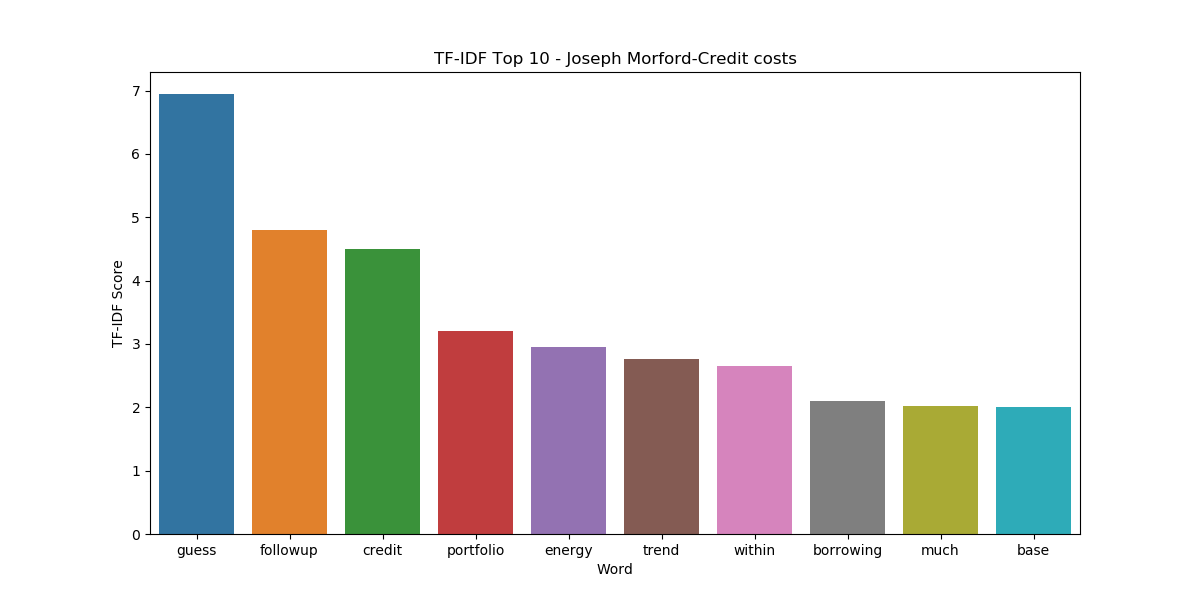 TF-IDF Top 10 - Joseph Morford-Credit costs
7
6
5
4
3
2
1
0
TF-IDF Score
guess followup credit portfolio energy trend within borrowing much base
Word